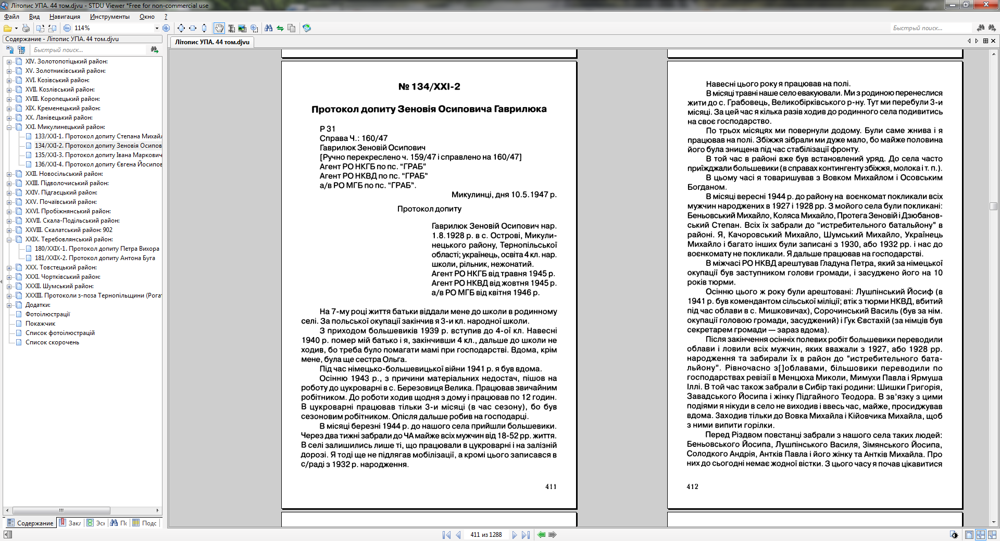 Літопис УПА. 44 том.djvu - STDU Viewer *Free for non-commercial use
Файл Вид Навигация Инструменты Окно ?
114%
Быстрый поиск...
Содержание - Літопис УПА. 44 том.djvu
Быстрый поиск...
XIV. Золотопотіцький район:
XV. Золотниківський район:
XVI. Козівський район:
XVII. Козлівський район:
XVIII. Коропецький район:
XIX. Кременецький район:
XX. Ланівецький район:
XXI. Микулинецький район:
133/XXI-1. Протокол допиту Степана Михай
134/XXI-2. Протокол допиту Зеновія Осипов
135/XXI-3. Протокол допиту Івана Маркович
136/XXI-4. Протокол допиту Євгена Йосипов
XXII. Новосільський район:
XXIII. Підволочиський район:
XXIV. Підгаєцький район:
XXV. Почаївський район:
XXVI. Пробіжнянський район:
XXVII. Скала-Подільський район:
XXVIII. Скалатський район: 902
XXIX. Теребовлянський район:
180/XXIX-1. Протокол допиту Петра Вихора
181/XXIX-2. Протокол допиту Антона Буга
XXX. Товстецький район:
XXXI. Чортківський район:
XXXII. Шумський район:
XXXIII. Протоколи з-поза Тернопільщини (Рогат
Додатки:
Фотоілюстрації
Покажчик
Список фотоілюстрацій
Список скорочень
Содержание Закл Эск По Подс
Літопис УПА. 44 том.djvu
№ 134/XXI-2
Протокол допиту Зеновія Осиповича Гаврилюка
Р 31
Справа Ч.: 160/47
Гаврилюк Зеновій Осипович
[Ручно перекреслено ч. 159/47 і справлено на 160/47]
Агент РО НКГБ по пс. “ГРАБ”
Агент РО НКВД по пс. “ГРАБ”
а/в РО МГБ по пс. “ГРАБ”.
Микулинці, дня 10.5.1947 р.
Протокол допиту
Гаврилюк Зеновій Осипович нар.
1.8.1928 р. в с. Острові, Микули-
нецького району, Тернопільської
області; українець, освіта 4 кл. нар.
школи, рільник, нежонатий.
Агент РО НКГБ від травня 1945 р.
Агент РО НКВД від жовтня 1945 р.
а/в РО МГБ від квітня 1946 р.
На 7-му році життя батьки віддали мене до школи в родинному
селі. За польської окупації закінчив я 3-и кл. народної школи.
З приходом большевиків 1939 р. вступив до 4-ої кл. Навесні
1940 р. помер мій батько і я, закінчивши 4 кл., дальше до школи не
ходив, бо треба було помагати мамі при господарстві. Вдома, крім
мене, була ще сестра Ольга.
Під час німецько-большевицької війни 1941 р. я був вдома.
Осінню 1943 р., з причини матеріальних недостач, пішов на
роботу до цукроварні в с. Березовиця Велика. Працював звичайним
робітником. До роботи ходив щодня з дому і працював по 12 годин.
В цукроварні працював тільки 3-и місяці (в час сезону), бо був
сезоновим робітником. Опісля дальше робив на господарці.
В місяці березні 1944 р. до нашого села прийшли большевики.
Через два тижні забрали до ЧА майже всіх мужчин від 18-52 рр. життя.
В селі залишились лише ті, що працювали в цукроварні і на залізній
дорозі. Я тоді ще не підлягав мобілізації, а кромі цього записався в
с/раді з 1932 р. народження.
411
Навесні цього року я працював на полі.
В місяці травні наше село евакуювали. Ми з родиною перенеслися
жити до с. Грабовець, Великобірківського р-ну. Тут ми перебули 3-и
місяці. За цей час я кілька разів ходив до родинного села подивитись
на своє господарство.
По трьох місяцях ми повернули додому. Були саме жнива і я
працював на полі. Збіжжя зібрали ми дуже мало, бо майже половина
його була знищена під час стабілізації фронту.
В той час в районі вже був встановлений уряд. До села часто
приїжджали большевики (в справах контингенту збіжжя, молока і т. п.).
В цьому часі я товаришував з Вовком Михайлом і Осовським
Богданом.
В місяці вересні 1944 р. до району на воєнкомат покликали всіх
мужчин народжених в 1927 і 1928 рр. З мойого села були покликані:
Беньовський Михайло, Коляса Михайло, Протега Зеновій і Дзюбанов-
ський Степан. Всіх їх забрали до “истребительного батальйону” в
районі. Я, Качоровський Михайло, Шумський Михайло, Українець
Михайло і багато інших були записані з 1930, або 1932 рр. і нас до
воєнкомату не покликали. Я дальше працював на господарстві.
В міжчасі РО НКВД арештував Гладуна Петра, який за німецької
окупації був заступником голови громади, і засуджено його на 10
років тюрми.
Осінню цього ж року були арештовані: Лушпінський Йосиф (в
1941 р. був комендантом сільської міліції; втік з тюрми НКВД, вбитий
під час облави в с. Мишковичах), Сорочинський Василь (був за нім.
окупації головою громади, засуджений) і Гук Євстахій (за німців був
секретарем громади — зараз вдома).
Після закінчення осінніх полевих робіт большевики переводили
облави і ловили всіх мужчин, яких вважали з 1927, або 1928 рр.
народження та забирали їх в район до "истребительного бата-
льйону”. Рівночасно з[]облавами, більшовики переводили по
господарствах ревізії в Менцюха Миколи, Мимухи Павла і Ярмуша
Іллі. В той час також забрали в Сибір такі родини: Шишки Григорія,
Завадського Йосипа і жінку Підгайного Теодора. В зв’язку з цими
подіями я нікуди в село не виходив і ввесь час, майже, просиджував
вдома. Заходив тільки до Вовка Михайла і Кійовчика Михайла, щоб
з ними випити горілки.
Перед Різдвом повстанці забрали з нашого села таких людей:
Беньовського Йосипа, Лушпінського Василя, Зімянського Йосипа,
Солодкого Андрія, Антків Павла і його жінку та Антків Михайла. Про
них до сьогодні немає жодної вістки. З цього часу я почав цікавитися
412
411 из 1288